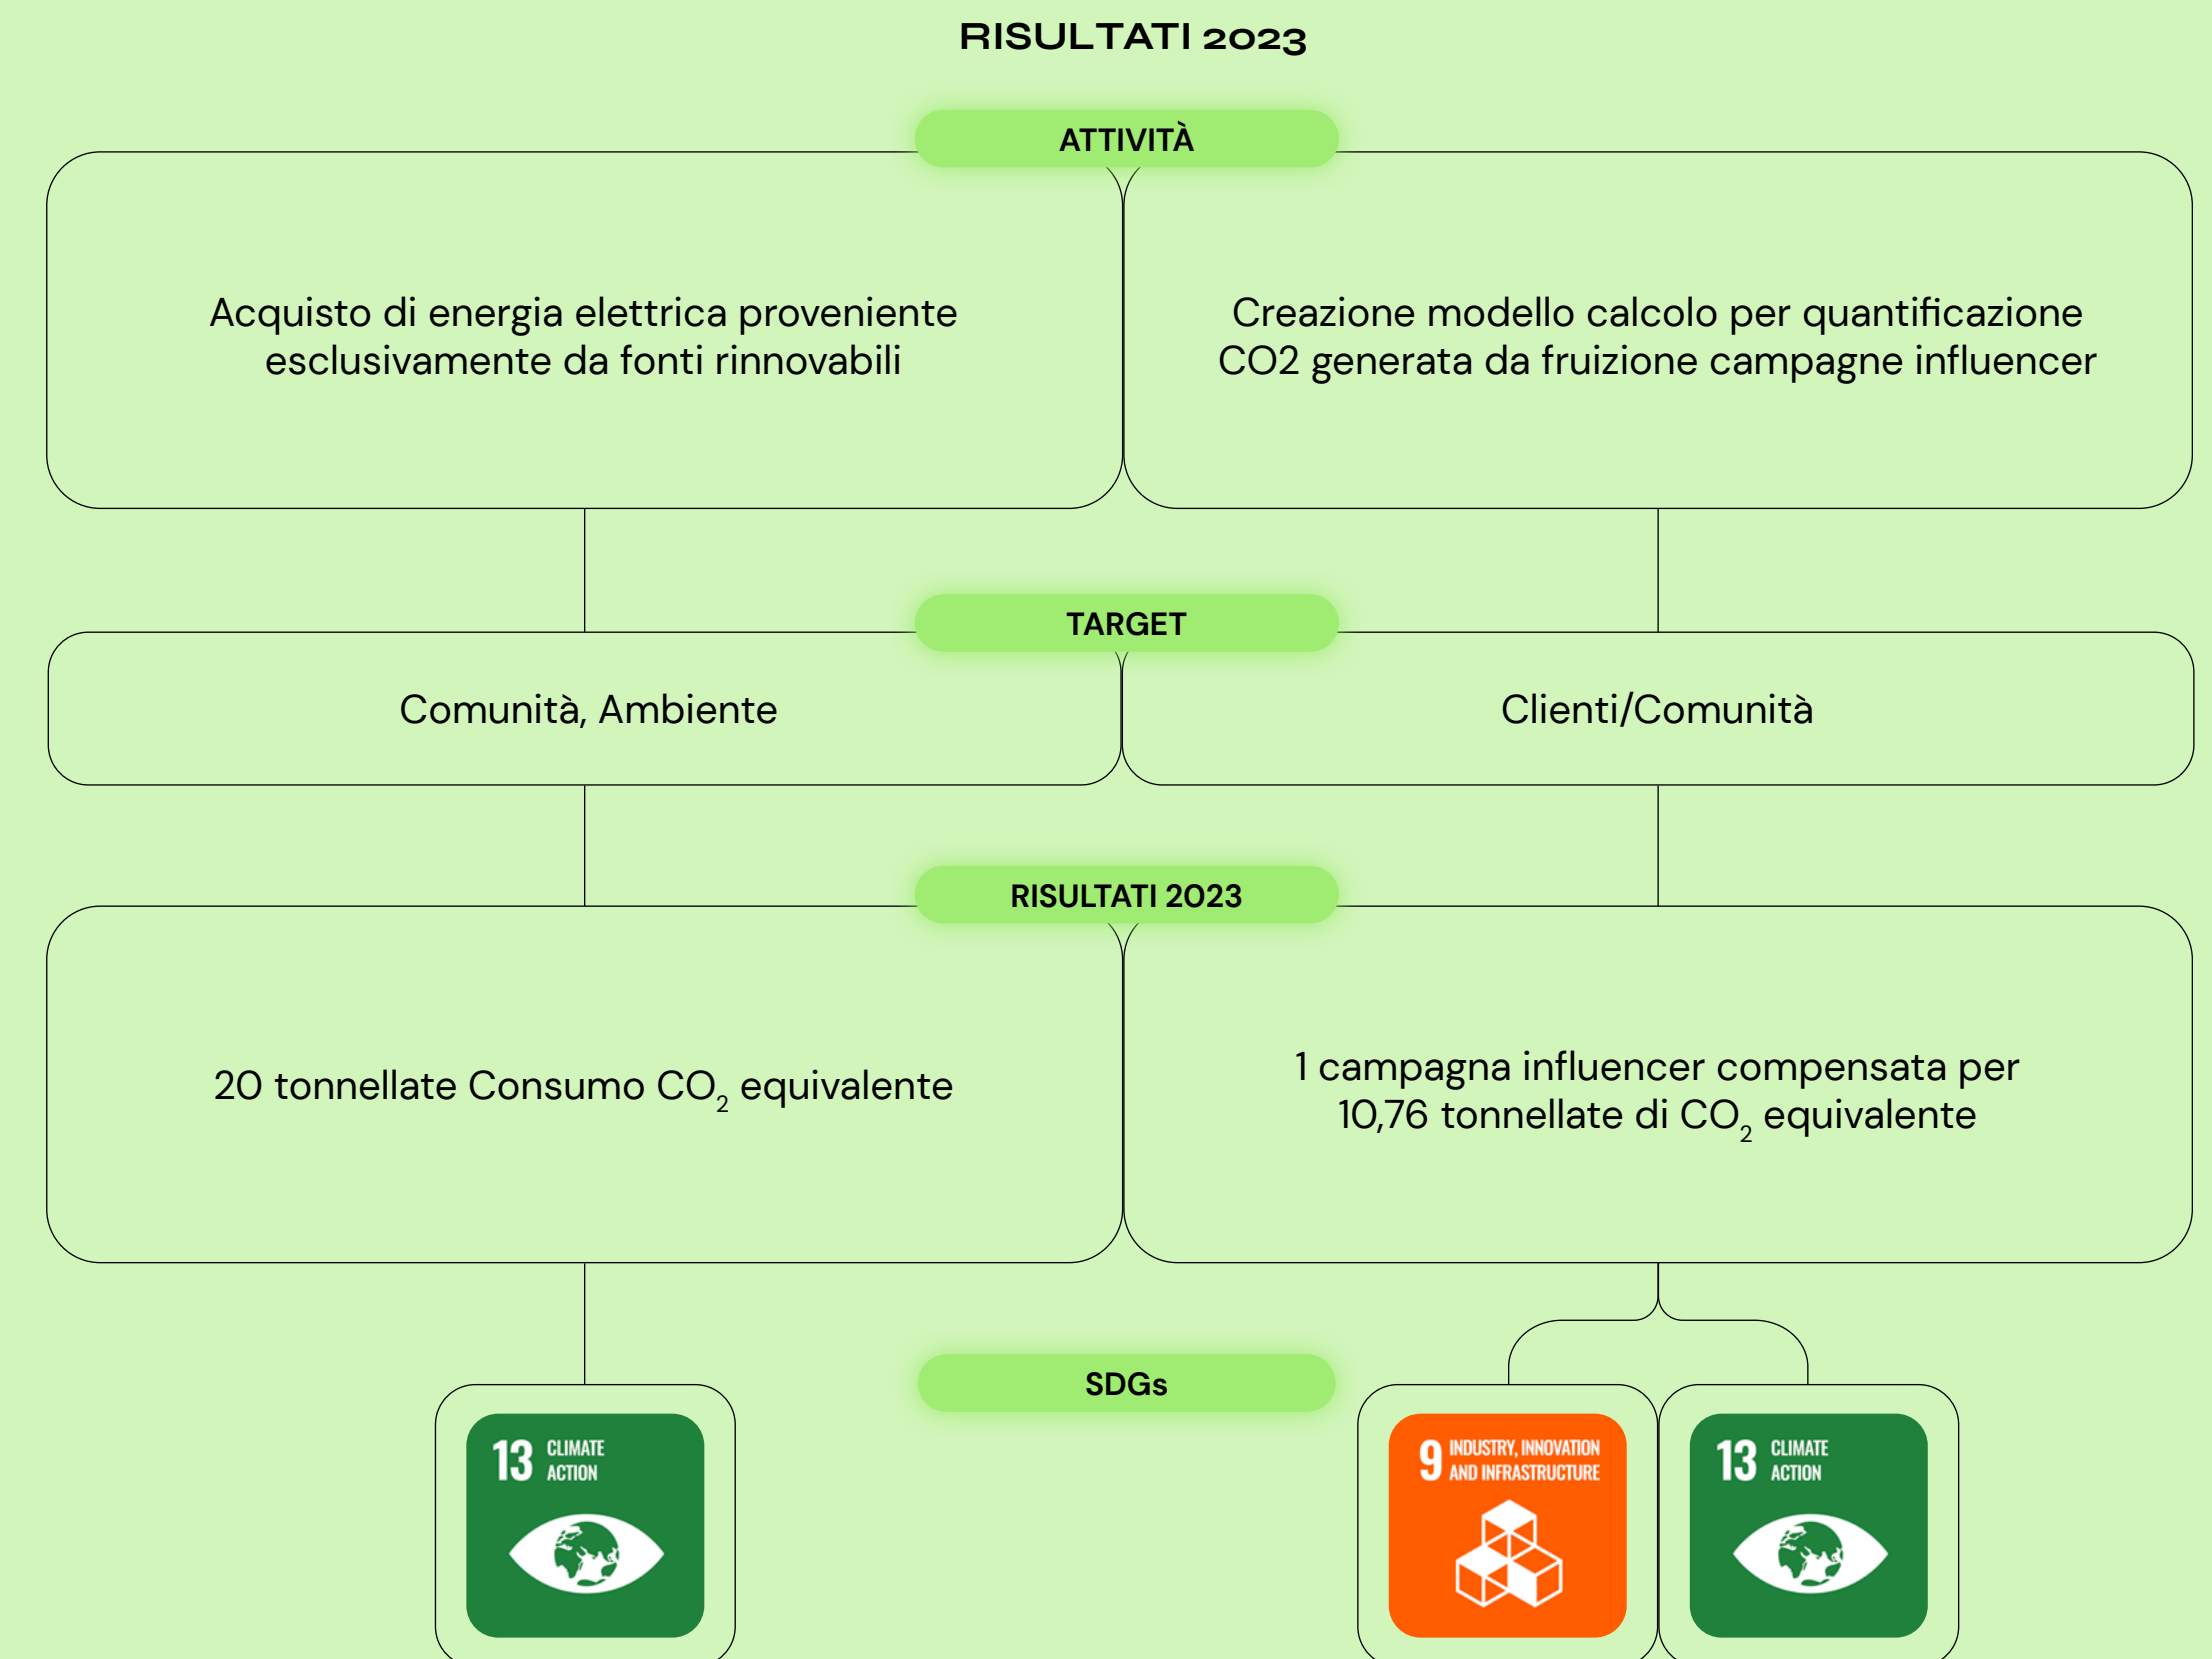 RISULTATI 2023
ATTIVITÀ
Acquisto di energia elettrica proveniente
esclusivamente da fonti rinnovabili
Creazione modello calcolo per quantificazione
CO2 generata da fruizione campagne influencer
TARGET
Comunità, Ambiente
Clienti/Comunità
RISULTATI 2023
20 tonnellate Consumo CO₂ equivalente
1 campagna influencer compensata per
10,76 tonnellate di CO₂ equivalente
SDGs
13 CLIMATE
ACTION
9 INDUSTRY, INNOVATION
AND INFRASTRUCTURE
13 CLIMATE
ACTION